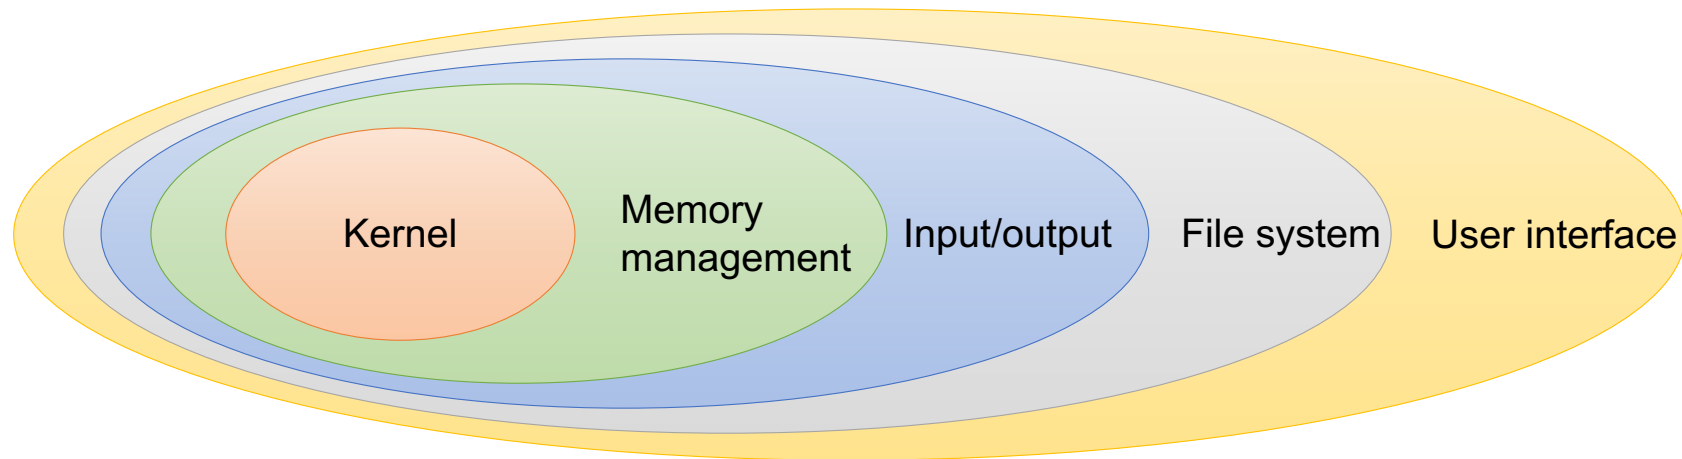 Kernel
Memory
management
Input/output
File system
User interface